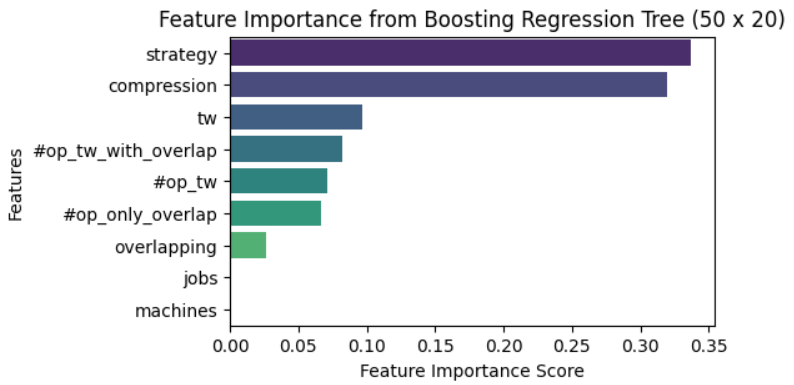 Feature Importance from Boosting Regression Tree (50 x 20)
strategy
compression
tw
#op_tw_with_overlap
#op_tw
#op_only_overlap
overlapping
jobs
machines
Features
0.00 0.05 0.10 0.15 0.20 0.25 0.30 0.35
Feature Importance Score